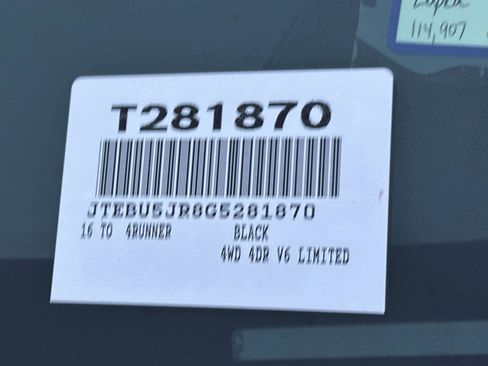 114,907
T281870
JTEBU5JR8G5281870
16 TO 4RUNNER BLACK
4WD 4DR V6 LIMITED